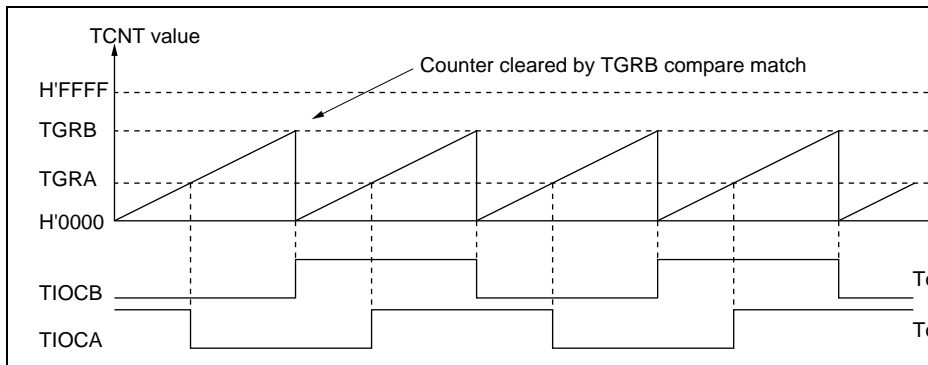 TCNT value
Counter cleared by TGRB compare match
H'FFFF
TGRB
TGRA
H'0000
TIOCB
TIOCA